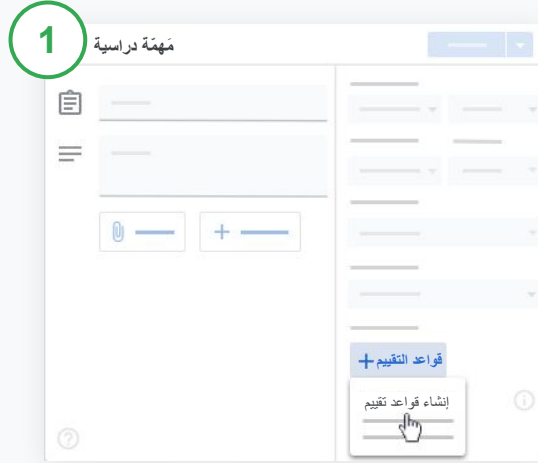 1
مَهمّة دراسية
قواعد التقييم +
إنشاء قواعد تقييم